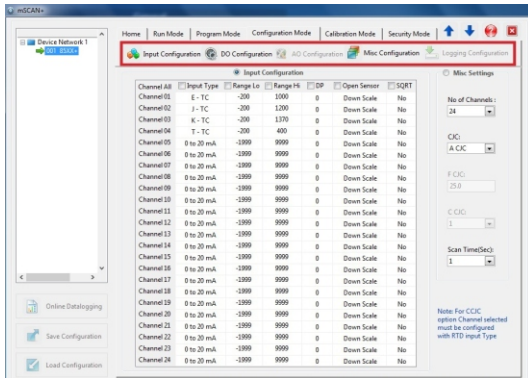 mSCAN+
Device Network 1
001 85XX+
Home Run Mode Program Mode Configuration Mode Calibration Mode Security Mode
Input Configuration DO Configuration AO Configuration Misc Configuration Logging Configuration
Input Configuration
Misc Settings
Channel All Input Type Range Lo Range Hi DP Open Sensor SQRT
Channel 01 E - TC -200 1000 0 Down Scale No
Channel 02 J - TC -200 1200 0 Down Scale No
Channel 03 K - TC -200 1370 0 Down Scale No
Channel 04 T - TC -200 400 0 Down Scale No
Channel 05 0 to 20 mA -1999 9999 0 Down Scale No
Channel 06 0 to 20 mA -1999 9999 0 Down Scale No
Channel 07 0 to 20 mA -1999 9999 0 Down Scale No
Channel 08 0 to 20 mA -1999 9999 0 Down Scale No
Channel 09 0 to 20 mA -1999 9999 0 Down Scale No
Channel 10 0 to 20 mA -1999 9999 0 Down Scale No
Channel 11 0 to 20 mA -1999 9999 0 Down Scale No
Channel 12 0 to 20 mA -1999 9999 0 Down Scale No
Channel 13 0 to 20 mA -1999 9999 0 Down Scale No
Channel 14 0 to 20 mA -1999 9999 0 Down Scale No
Channel 15 0 to 20 mA -1999 9999 0 Down Scale No
Channel 16 0 to 20 mA -1999 9999 0 Down Scale No
Channel 17 0 to 20 mA -1999 9999 0 Down Scale No
Channel 18 0 to 20 mA -1999 9999 0 Down Scale No
Channel 19 0 to 20 mA -1999 9999 0 Down Scale No
Channel 20 0 to 20 mA -1999 9999 0 Down Scale No
Channel 21 0 to 20 mA -1999 9999 0 Down Scale No
Channel 22 0 to 20 mA -1999 9999 0 Down Scale No
Channel 23 0 to 20 mA -1999 9999 0 Down Scale No
Channel 24 0 to 20 mA -1999 9999 0 Down Scale No
No of Channels :
24
CJC:
A CJC
F CJC:
25.0
C CJC:
1
Scan Time(Sec):
1
Note: For CCJC
option Channel selected
must be configured
with RTD input Type
Online Datalogging
Save Configuration
Load Configuration